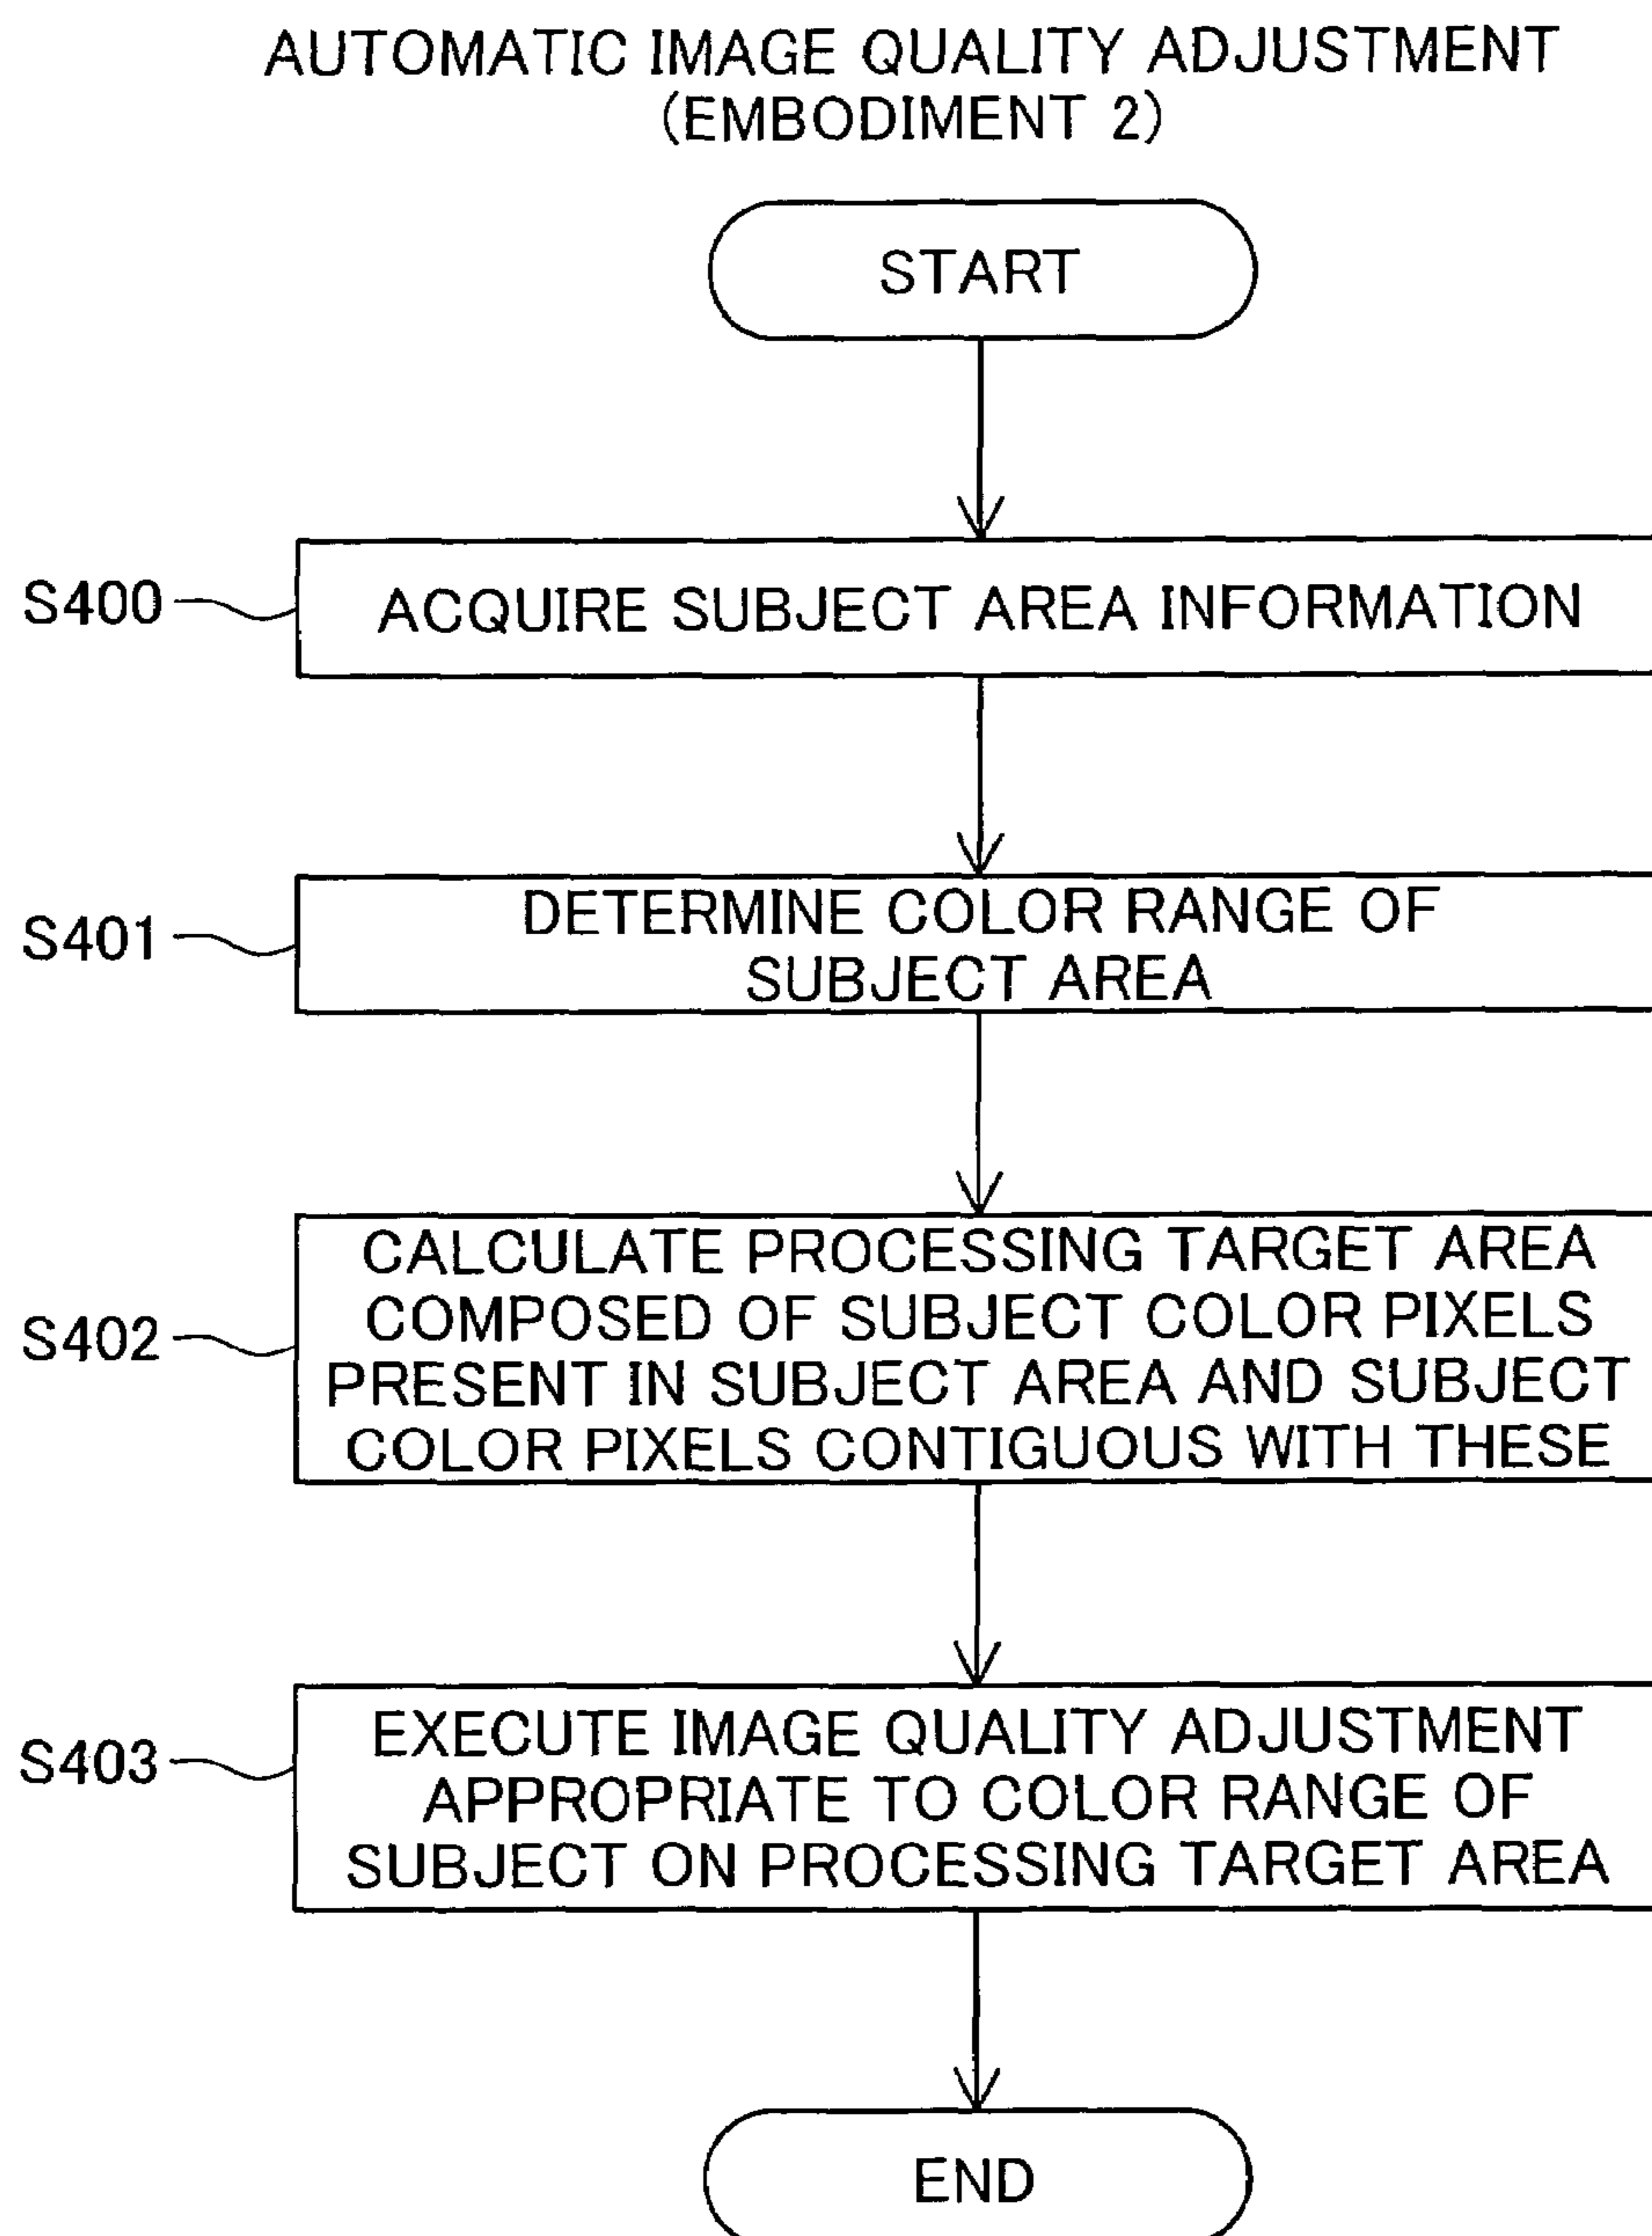 AUTOMATIC IMAGE QUALITY ADJUSTMENT
(EMBODIMENT 2)
START
S400
ACQUIRE SUBJECT AREA INFORMATION
S401
DETERMINE COLOR RANGE OF
SUBJECT AREA
S402
CALCULATE PROCESSING TARGET AREA
COMPOSED OF SUBJECT COLOR PIXELS
PRESENT IN SUBJECT AREA AND SUBJECT
COLOR PIXELS CONTIGUOUS WITH THESE
S403
EXECUTE IMAGE QUALITY ADJUSTMENT
APPROPRIATE TO COLOR RANGE OF
SUBJECT ON PROCESSING TARGET AREA
END